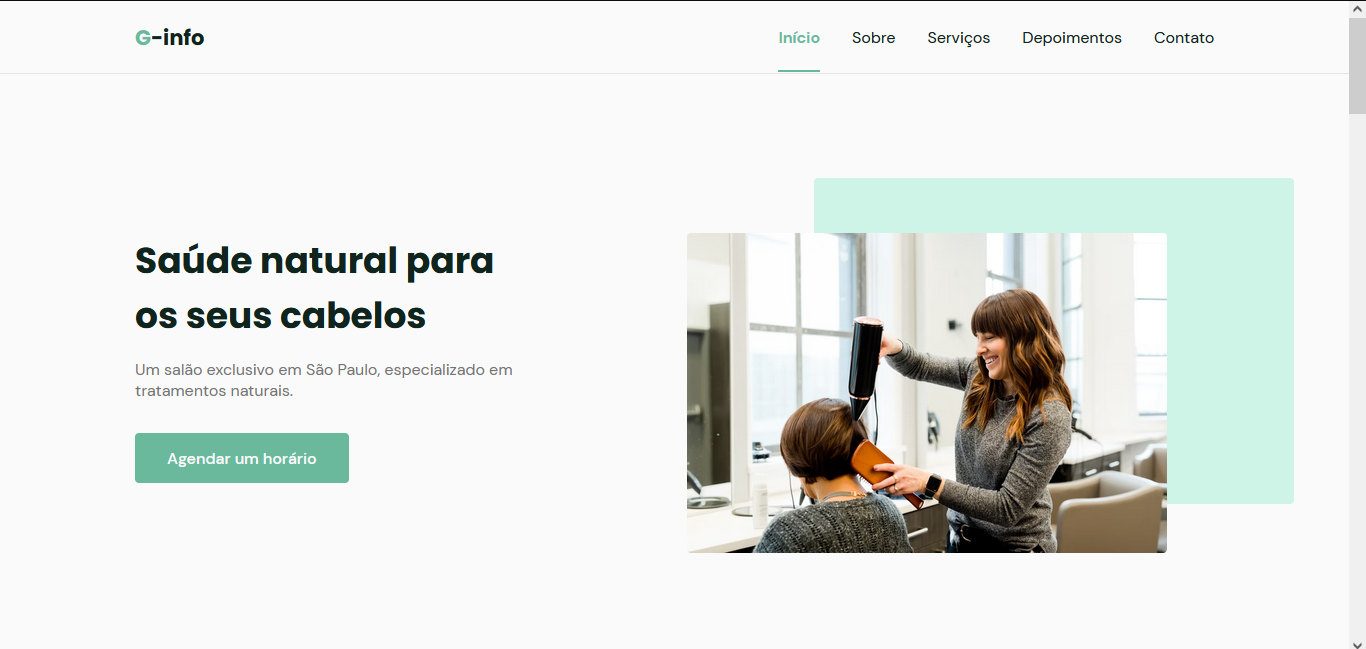 G-info
Início Sobre Serviços Depoimentos Contato
Saúde natural para
os seus cabelos
Um salão exclusivo em São Paulo, especializado em
tratamentos naturais.
Agendar um horário